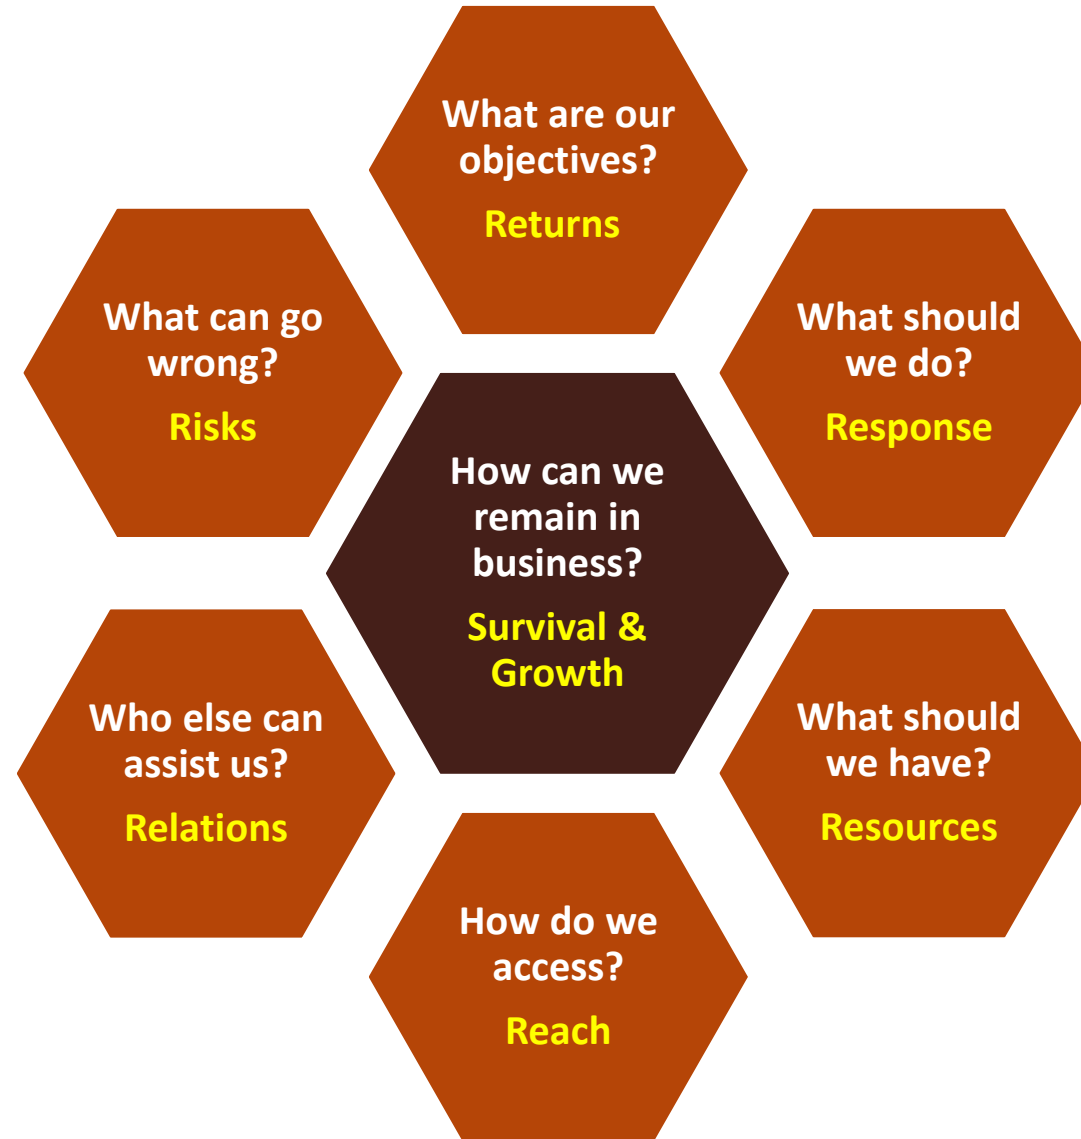 What are our
objectives?
Returns
What should
we do?
Response
What should
we have?
Resources
How do we
access?
Reach
Who else can
assist us?
Relations
What can go
wrong?
Risks
How can we
remain in
business?
Survival &
Growth